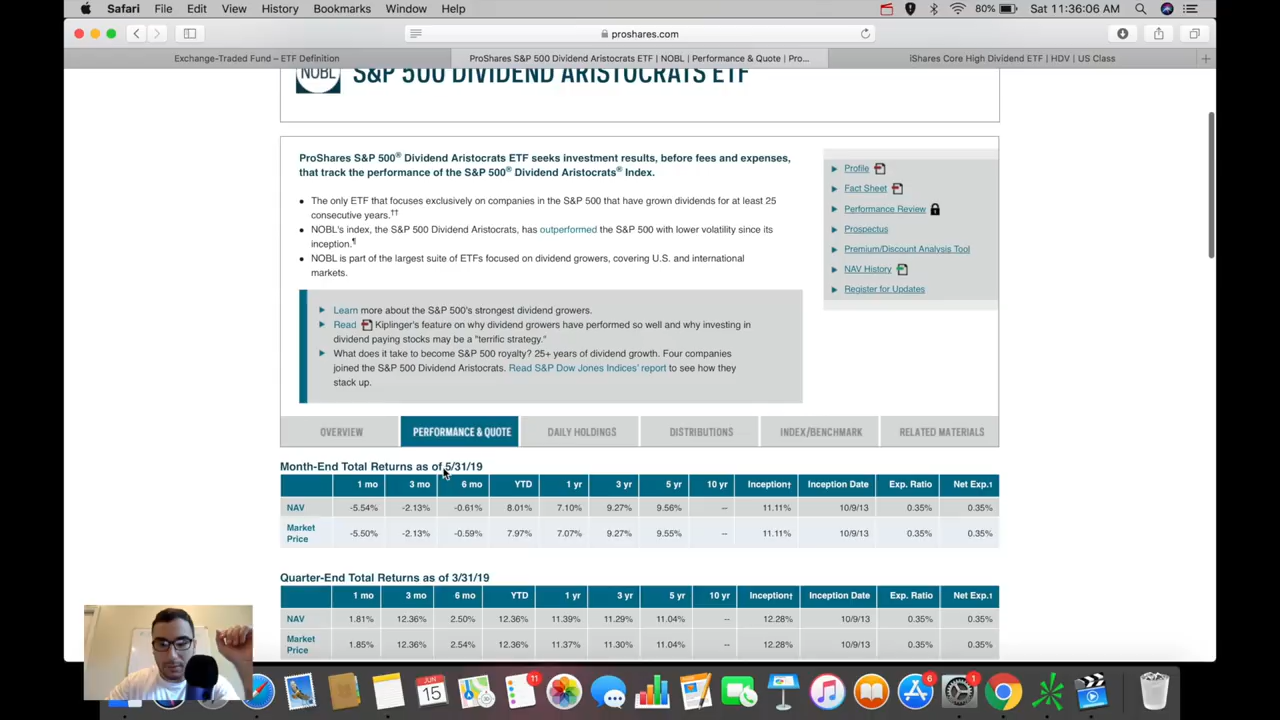 Safari File Edit View History Bookmarks Window Help 80% Sat 11:36:06 AM
proshares.com
Exchange-Traded Fund – ETF Definition
ProShares S&P 500 Dividend Aristocrats ETF | NOBL | Performance & Quote | Pro...
iShares Core High Dividend ETF | HDV | US Class
NOBL S&P 500 DIVIDEND ARISTOCRATS ETF
ProShares S&P 500® Dividend Aristocrats ETF seeks investment results, before fees and expenses,
that track the performance of the S&P 500® Dividend Aristocrats® Index.
• The only ETF that focuses exclusively on companies in the S&P 500 that have grown dividends for at least 25
consecutive years.††
• NOBL's index, the S&P 500 Dividend Aristocrats, has outperformed the S&P 500 with lower volatility since its
inception.¶
• NOBL is part of the largest suite of ETFs focused on dividend growers, covering U.S. and international
markets.
Learn more about the S&P 500's strongest dividend growers.
Read Kiplinger's feature on why dividend growers have performed so well and why investing in
dividend paying stocks may be a "terrific strategy."
What does it take to become S&P 500 royalty? 25+ years of dividend growth. Four companies
joined the S&P 500 Dividend Aristocrats. Read S&P Dow Jones Indices' report to see how they
stack up.
Profile
Fact Sheet
Performance Review
Prospectus
Premium/Discount Analysis Tool
NAV History
Register for Updates
OVERVIEW PERFORMANCE & QUOTE DAILY HOLDINGS DISTRIBUTIONS INDEX/BENCHMARK RELATED MATERIALS
Month-End Total Returns as of 5/31/19
1 mo 3 mo 6 mo YTD 1 yr 3 yr 5 yr 10 yr Inception† Inception Date Exp. Ratio Net Exp.¹
NAV -5.54% -2.13% -0.61% 8.01% 7.10% 9.27% 9.56% -- 11.11% 10/9/13 0.35% 0.35%
Market
Price -5.50% -2.13% -0.59% 7.97% 7.07% 9.27% 9.55% -- 11.11% 10/9/13 0.35% 0.35%
Quarter-End Total Returns as of 3/31/19
1 mo 3 mo 6 mo YTD 1 yr 3 yr 5 yr 10 yr Inception† Inception Date Exp. Ratio Net Exp.¹
NAV 1.81% 12.36% 2.50% 12.36% 11.39% 11.29% 11.04% -- 12.28% 10/9/13 0.35% 0.35%
Market
Price 1.85% 12.36% 2.54% 12.36% 11.37% 11.30% 11.04% -- 12.28% 10/9/13 0.35% 0.35%
JUN
15
11
6
1